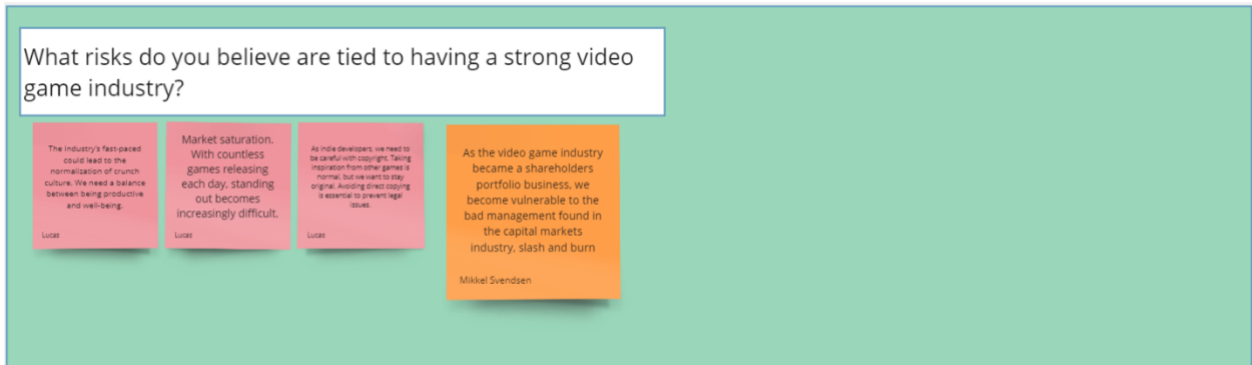 What risks do you believe are tied to having a strong video
game industry?
The industry's fast-paced
could lead to the
normalization of crunch
culture. We need a balance
between being productive
and well-being.
Lucas
Market saturation.
With countless
games releasing
each day, standing
out becomes
increasingly difficult.
Lucas
As indie developers, we need to
be careful with copyright. Taking
inspiration from other games is
normal, but we want to stay
original. Avoiding direct copying
is essential to prevent legal
issues.
Lucas
As the video game industry
became a shareholders
portfolio business, we
become vulnerable to the
bad management found in
the capital markets
industry, slash and burn
Mikkel Svendsen